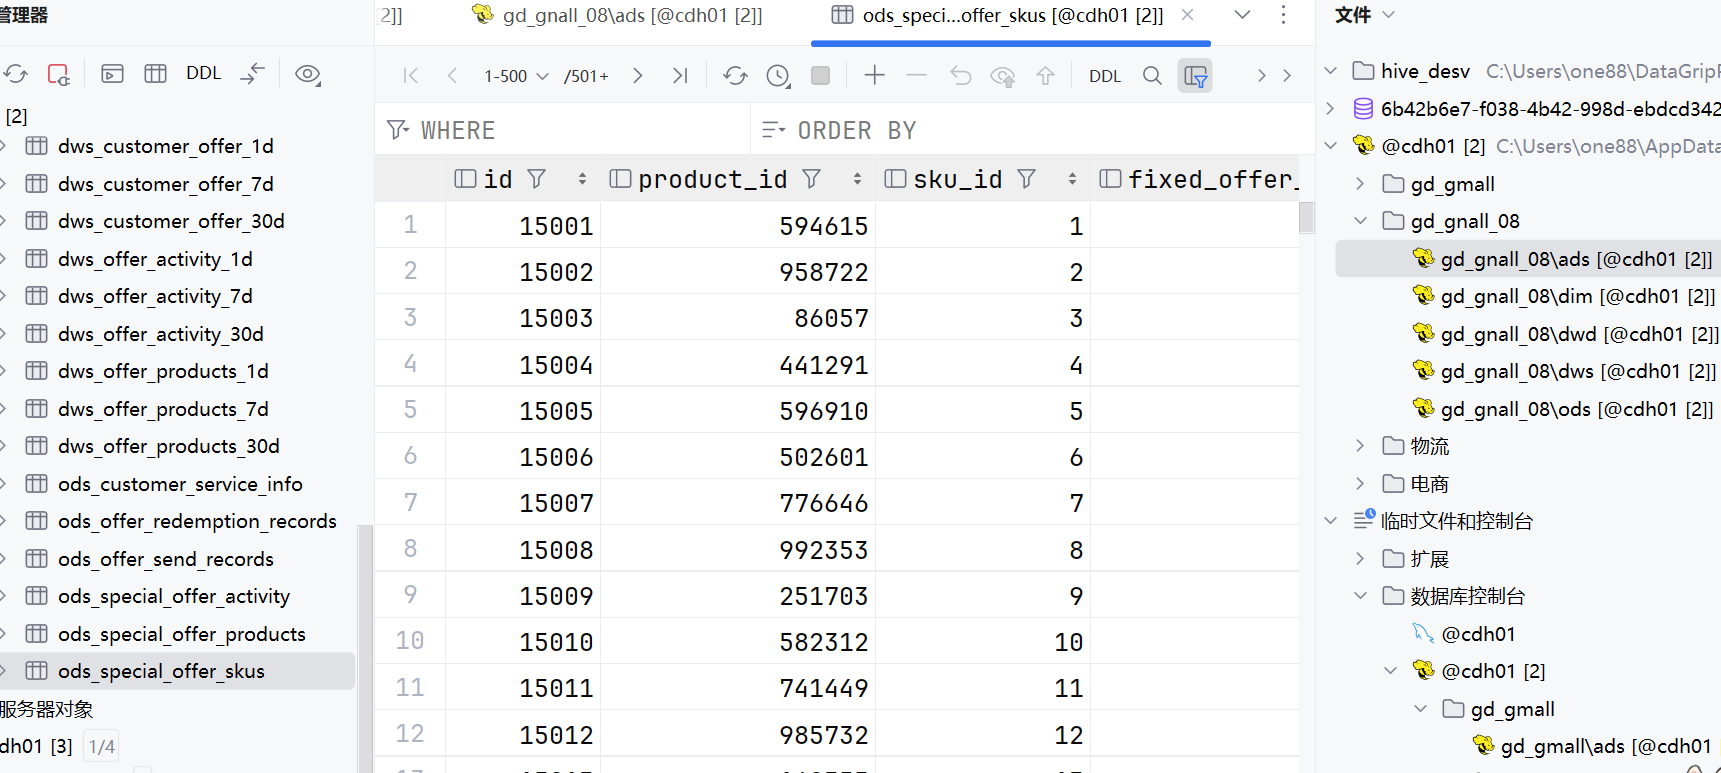 管理器
DDL
[2]
dws_customer_offer_1d
dws_customer_offer_7d
dws_customer_offer_30d
dws_offer_activity_1d
dws_offer_activity_7d
dws_offer_activity_30d
dws_offer_products_1d
dws_offer_products_7d
dws_offer_products_30d
ods_customer_service_info
ods_offer_redemption_records
ods_offer_send_records
ods_special_offer_activity
ods_special_offer_products
ods_special_offer_skus
服务器对象
dh01 [3] 1/4
[2]] gd_gnall_08\ads [@cdh01 [2]] ods_speci...offer_skus [@cdh01 [2]]
1-500 /501+ DDL
WHERE ORDER BY
id product_id sku_id fixed_offer_
1 15001 594615 1
2 15002 958722 2
3 15003 86057 3
4 15004 441291 4
5 15005 596910 5
6 15006 502601 6
7 15007 776646 7
8 15008 992353 8
9 15009 251703 9
10 15010 582312 10
11 15011 741449 11
12 15012 985732 12
文件
hive_desv C:\Users\one88\DataGripP
6b42b6e7-f038-4b42-998d-ebdcd342
@cdh01 [2] C:\Users\one88\AppData
gd_gmall
gd_gnall_08
gd_gnall_08\ads [@cdh01 [2]]
gd_gnall_08\dim [@cdh01 [2]]
gd_gnall_08\dwd [@cdh01 [2]]
gd_gnall_08\dws [@cdh01 [2]]
gd_gnall_08\ods [@cdh01 [2]]
物流
电商
临时文件和控制台
扩展
数据库控制台
@cdh01
@cdh01 [2]
gd_gmall
gd_gmall\ads [@cdh01